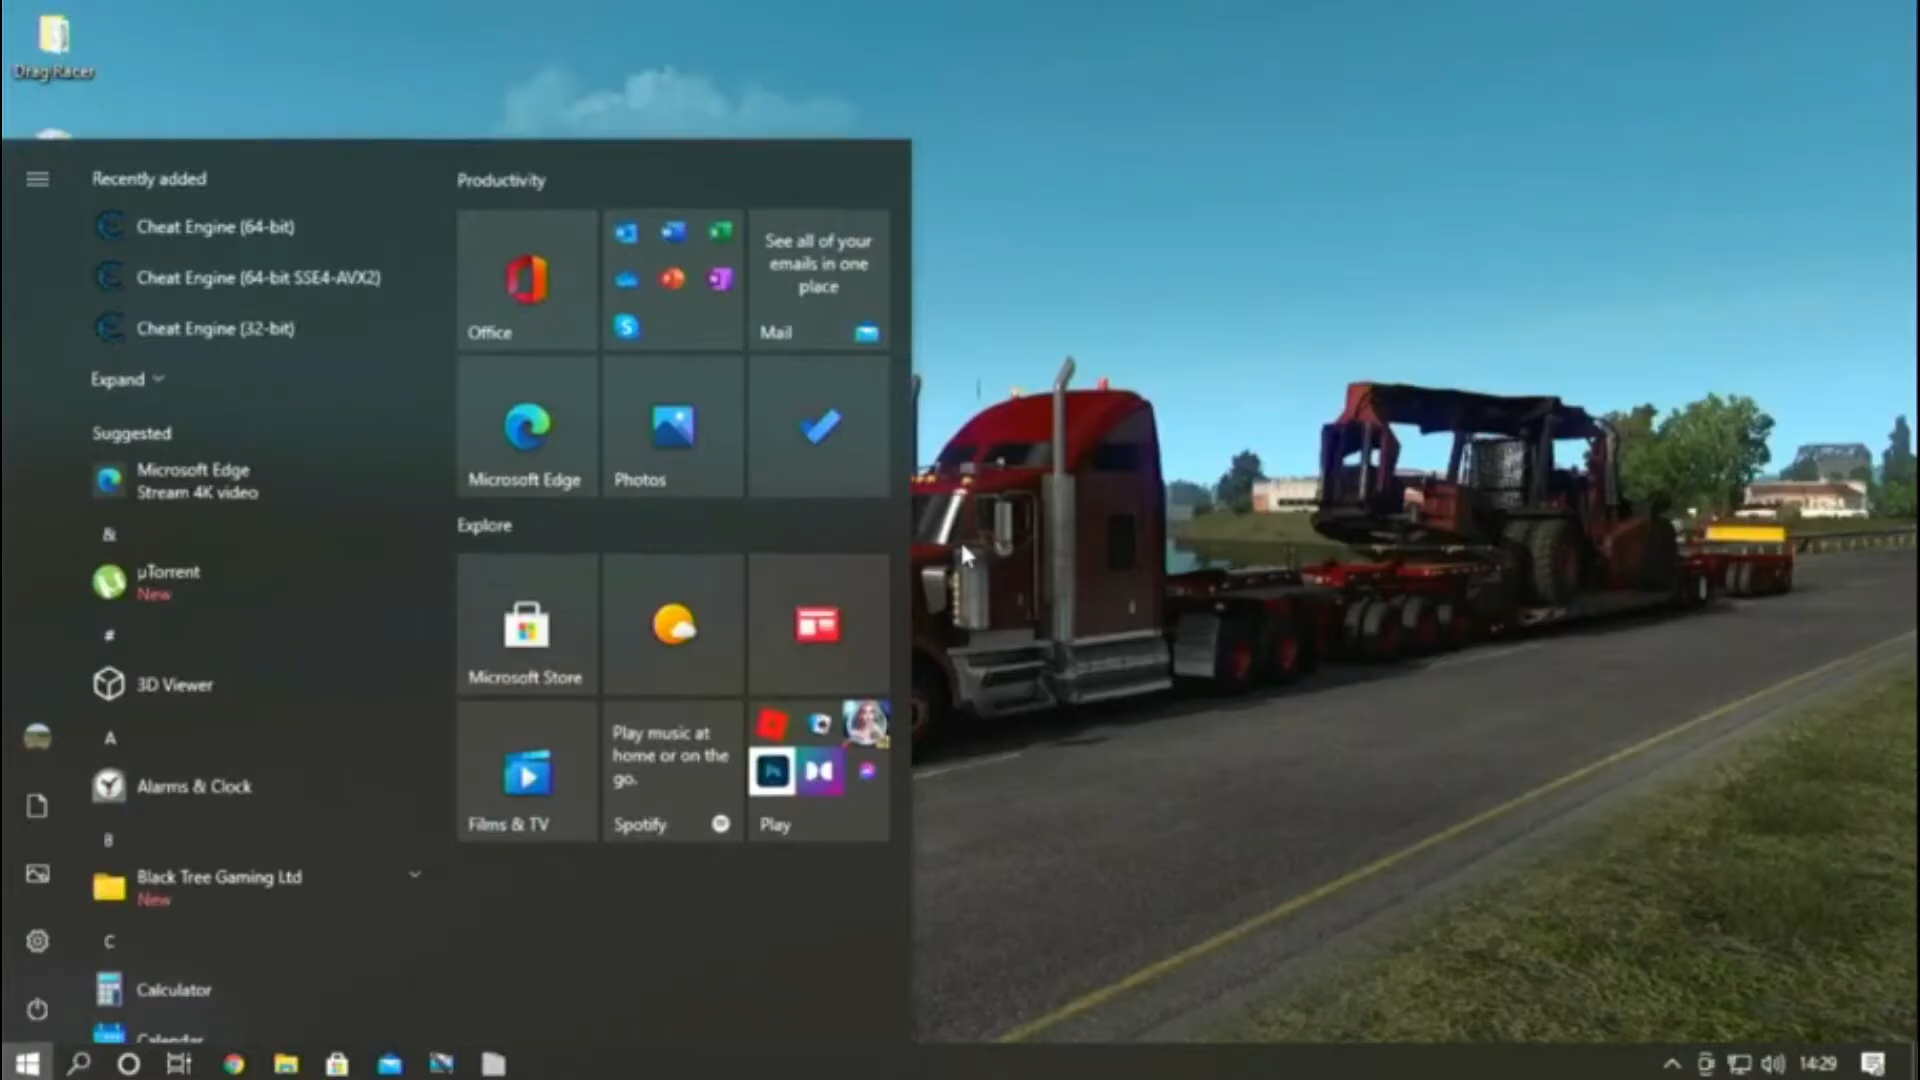 Drag Racer
Recently added
Cheat Engine (64-bit)
Cheat Engine (64-bit SSE4-AVX2)
Cheat Engine (32-bit)
Expand
Suggested
Microsoft Edge
Stream 4K video
&
µTorrent
New
#
3D Viewer
A
Alarms & Clock
B
Black Tree Gaming Ltd
New
C
Calculator
Calendar
Productivity
Office
See all of your
emails in one
place
Mail
Microsoft Edge
Photos
Explore
Microsoft Store
Films & TV
Play music at
home or on the
go.
Spotify
Play
14:29